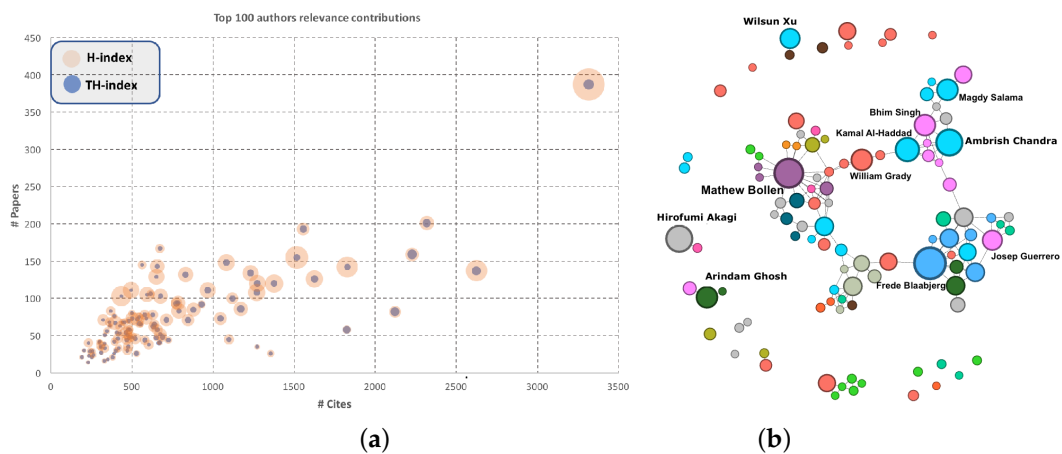 Top 100 authors relevance contributions
H-index
TH-index
# Papers
450
400
350
300
250
200
150
100
50
0
0 500 1000 1500 2000 2500 3000 3500
# Cites
(a)
Wilsun Xu
Magdy Salama
Bhim Singh
Kamal Al-Haddad
Ambrish Chandra
William Grady
Mathew Bollen
Hirofumi Akagi
Josep Guerrero
Arindam Ghosh
Frede Blaabjerg
(b)